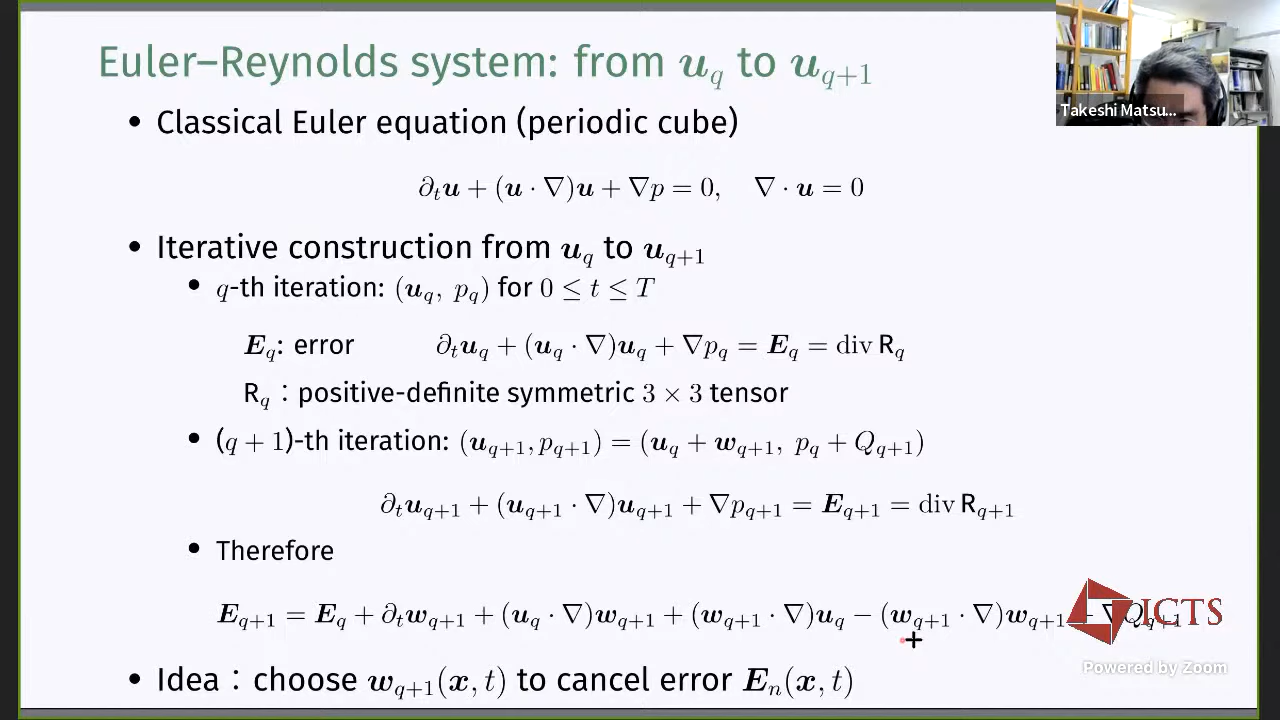 Euler–Reynolds system: from u_q to u_{q+1}
Takeshi Matsu...
• Classical Euler equation (periodic cube)
∂_t u + (u · ∇)u + ∇p = 0, ∇ · u = 0
• Iterative construction from u_q to u_{q+1}
• q-th iteration: (u_q, p_q) for 0 ≤ t ≤ T
E_q: error ∂_t u_q + (u_q · ∇)u_q + ∇p_q = E_q = div R_q
R_q : positive-definite symmetric 3 × 3 tensor
• (q + 1)-th iteration: (u_{q+1}, p_{q+1}) = (u_q + w_{q+1}, p_q + Q_{q+1})
∂_t u_{q+1} + (u_{q+1} · ∇)u_{q+1} + ∇p_{q+1} = E_{q+1} = div R_{q+1}
• Therefore
E_{q+1} = E_q + ∂_t w_{q+1} + (u_q · ∇)w_{q+1} + (w_{q+1} · ∇)u_q − (w_{q+1} · ∇)w_{q+1} ∇Q_{q+1}
ICTS
Powered by Zoom
• Idea : choose w_{q+1}(x, t) to cancel error E_n(x, t)